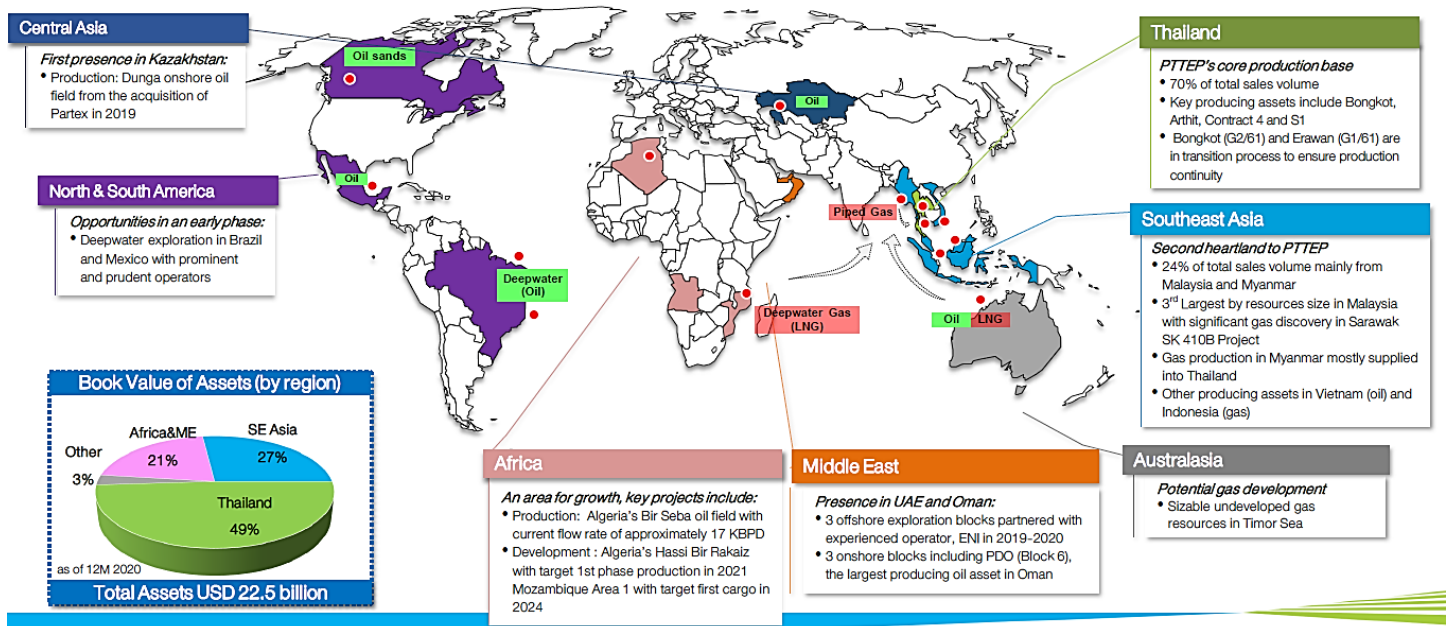 Central Asia
First presence in Kazakhstan:
• Production: Dunga onshore oil
field from the acquisition of
Partex in 2019
North & South America
Opportunities in an early phase:
• Deepwater exploration in Brazil
and Mexico with prominent
and prudent operators
Oil sands
Oil
Deepwater
(Oil)
Oil
Piped Gas
Deepwater Gas
(LNG)
Oil
LNG
Thailand
PTTEP's core production base
• 70% of total sales volume
• Key producing assets include Bongkot,
Arthit, Contract 4 and S1
• Bongkot (G2/61) and Erawan (G1/61) are
in transition process to ensure production
continuity
Southeast Asia
Second heartland to PTTEP
• 24% of total sales volume mainly from
Malaysia and Myanmar
• 3rd Largest by resources size in Malaysia
with significant gas discovery in Sarawak
SK 410B Project
• Gas production in Myanmar mostly supplied
into Thailand
• Other producing assets in Vietnam (oil) and
Indonesia (gas)
Book Value of Assets (by region)
Africa&ME
21%
SE Asia
27%
Other
3%
Thailand
49%
as of 12M 2020
Total Assets USD 22.5 billion
Africa
An area for growth, key projects include:
• Production: Algeria's Bir Seba oil field with
current flow rate of approximately 17 KBPD
• Development : Algeria's Hassi Bir Rakaiz
with target 1st phase production in 2021
Mozambique Area 1 with target first cargo in
2024
Middle East
Presence in UAE and Oman:
• 3 offshore exploration blocks partnered with
experienced operator, ENI in 2019-2020
• 3 onshore blocks including PDO (Block 6),
the largest producing oil asset in Oman
Australasia
Potential gas development
• Sizable undeveloped gas
resources in Timor Sea